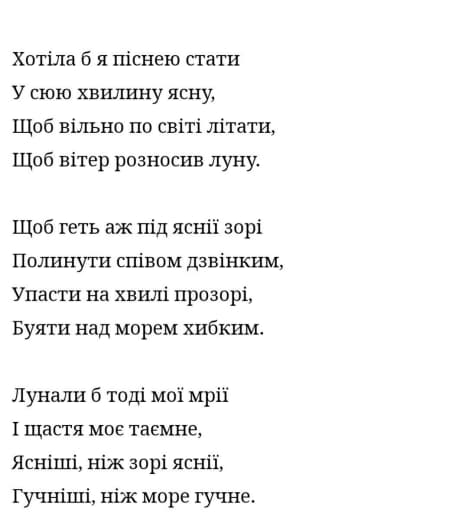 Хотіла б я піснею стати
У сюю хвилину ясну,
Щоб вільно по світі літати,
Щоб вітер розносив луну.

Щоб геть аж під яснії зорі
Полинути співом дзвінким,
Упасти на хвилі прозорі,
Буяти над морем хибким.

Лунали б тоді мої мрії
І щастя моє таємне,
Ясніші, ніж зорі яснії,
Гучніші, ніж море гучне.